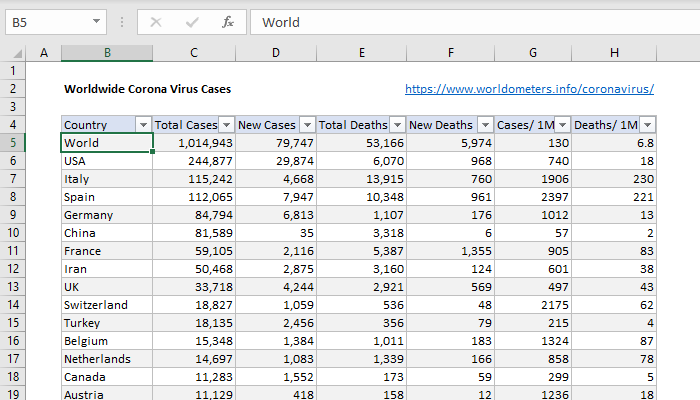 B5 fx World
A B C D E F G H
1
2 Worldwide Corona Virus Cases https://www.worldometers.info/coronavirus/
3
4 Country Total Cases New Cases Total Deaths New Deaths Cases/ 1M Deaths/ 1M
5 World 1,014,943 79,747 53,166 5,974 130 6.8
6 USA 244,877 29,874 6,070 968 740 18
7 Italy 115,242 4,668 13,915 760 1906 230
8 Spain 112,065 7,947 10,348 961 2397 221
9 Germany 84,794 6,813 1,107 176 1012 13
10 China 81,589 35 3,318 6 57 2
11 France 59,105 2,116 5,387 1,355 905 83
12 Iran 50,468 2,875 3,160 124 601 38
13 UK 33,718 4,244 2,921 569 497 43
14 Switzerland 18,827 1,059 536 48 2175 62
15 Turkey 18,135 2,456 356 79 215 4
16 Belgium 15,348 1,384 1,011 183 1324 87
17 Netherlands 14,697 1,083 1,339 166 858 78
18 Canada 11,283 1,552 173 59 299 5
19 Austria 11,129 418 158 12 1236 18